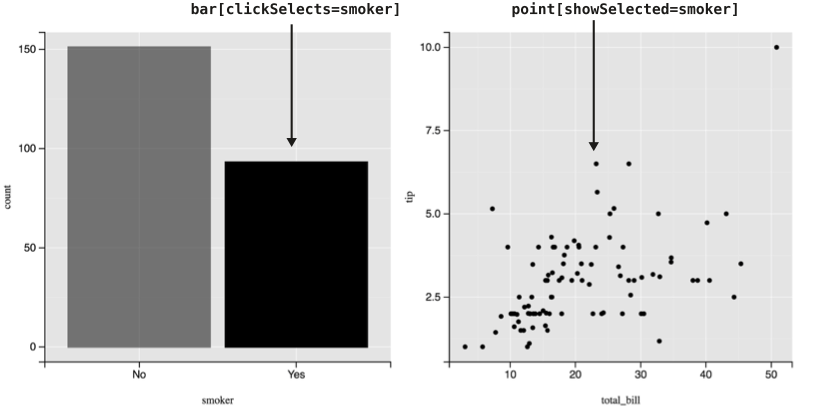 bar[clickSelects=smoker]
point[showSelected=smoker]
150
100
50
0
count
No
Yes
smoker
10.0
7.5
5.0
2.5
tip
10
20
30
40
50
total_bill